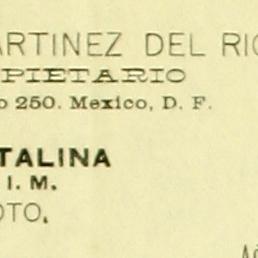 ARTINEZ DEL RIO
PIETARIO
o 250. Mexico, D. F.
TALINA
I. M.
OTO.